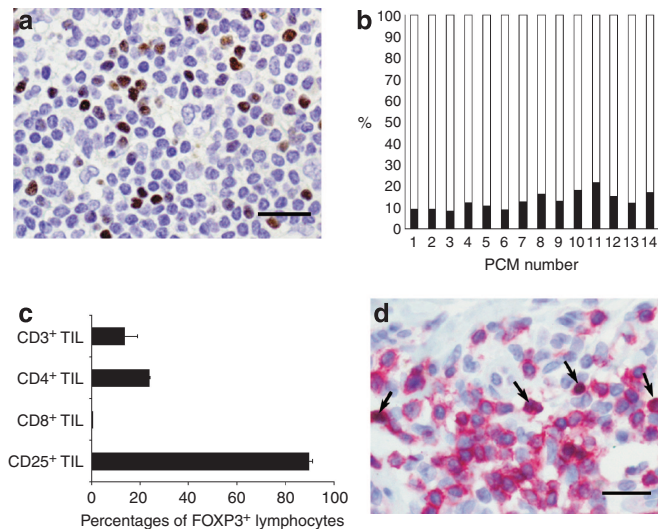 a
b
100
90
80
70
60
50
40
30
20
10
0
%
1 2 3 4 5 6 7 8 9 10 11 12 13 14
PCM number
c
CD3+ TIL
CD4+ TIL
CD8+ TIL
CD25+ TIL
0 20 40 60 80 100
Percentages of FOXP3+ lymphocytes
d